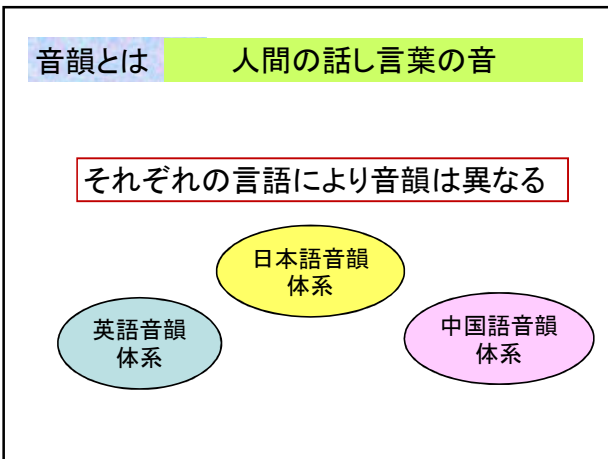 音韻とは 人間の話し言葉の音
それぞれの言語により音韻は異なる
日本語音韻
体系
英語音韻
体系
中国語音韻
体系